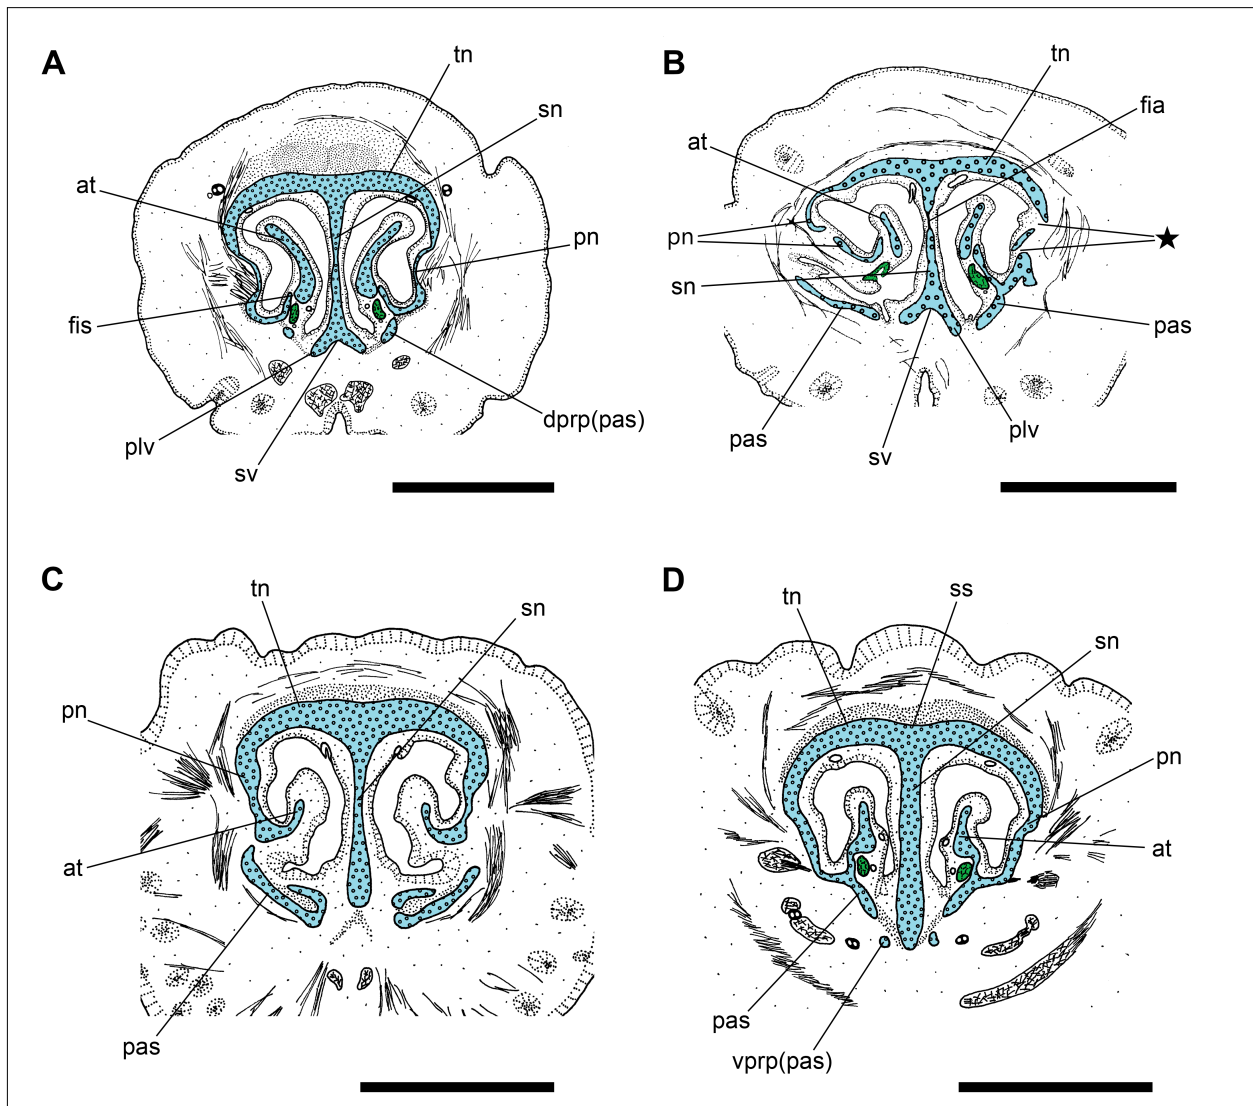 A
tn
sn
at
pn
fis
dprp(pas)
plv
sv
B
tn
fia
at
pn
sn
pas
pas
plv
sv
C
tn
sn
pn
at
pas
D
tn
ss
sn
pn
at
pas
vprp(pas)